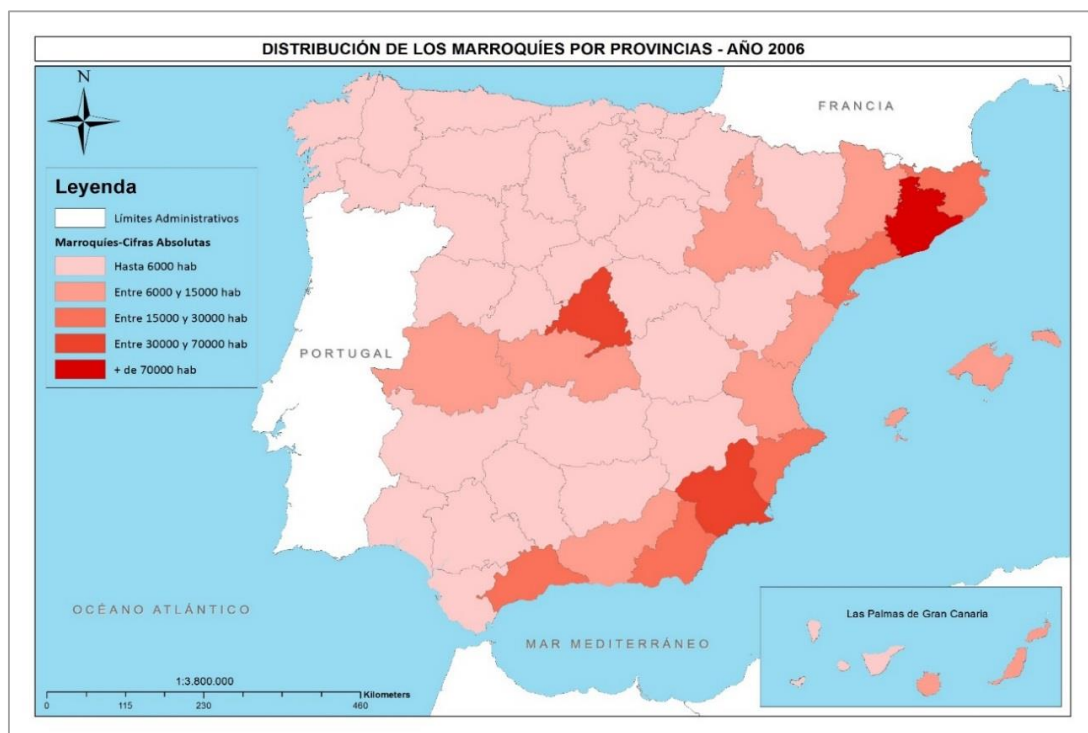 DISTRIBUCIÓN DE LOS MARROQUÍES POR PROVINCIAS - AÑO 2006
N
FRANCIA
Leyenda
Límites Administrativos
Marroquíes-Cifras Absolutas
Hasta 6000 hab
Entre 6000 y 15000 hab
Entre 15000 y 30000 hab
Entre 30000 y 70000 hab
+ de 70000 hab
PORTUGAL
OCÉANO ATLÁNTICO
MAR MEDITERRÁNEO
Las Palmas de Gran Canaria
1:3.800.000
Kilometers
0 115 230 460